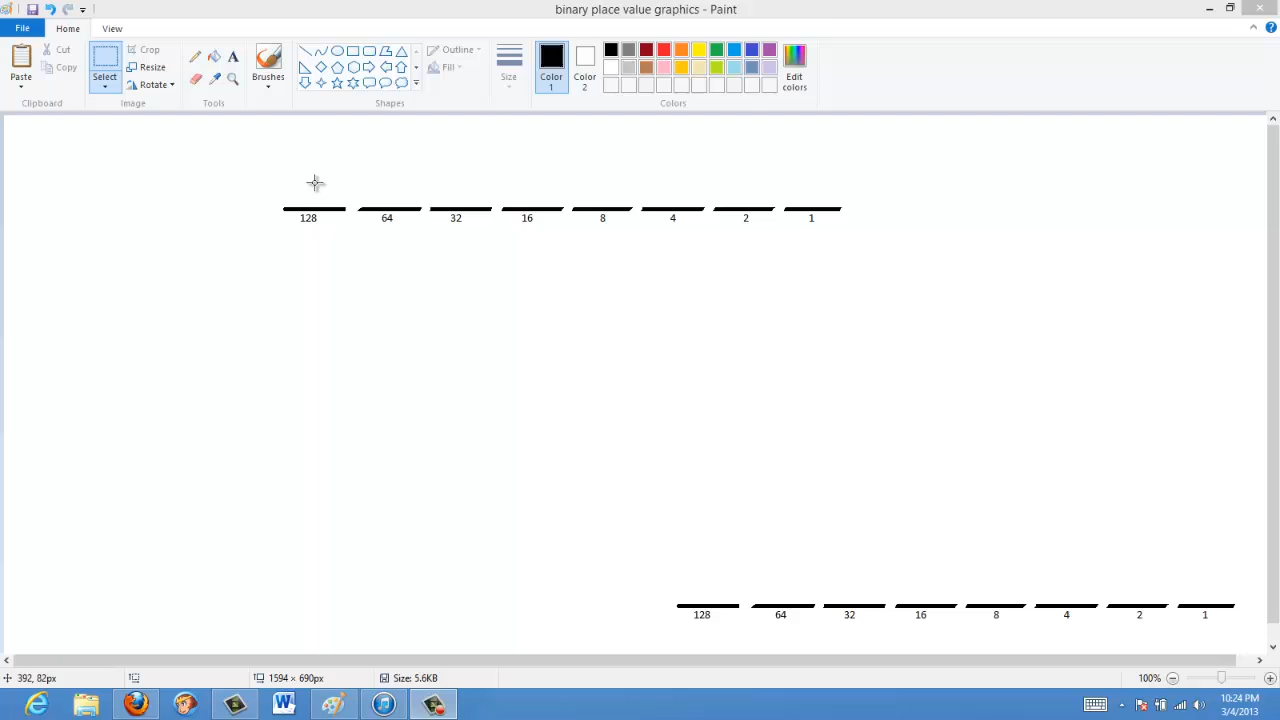 binary place value graphics - Paint
File Home View
Paste Cut Copy
Select Crop Resize Rotate
Brushes
Outline Fill
Size
Color 1
Color 2
Edit colors
Clipboard Image Tools Shapes Colors
128 64 32 16 8 4 2 1
128 64 32 16 8 4 2 1
392, 82px 1594 × 690px Size: 5.6KB 100%
10:24 PM
3/4/2013